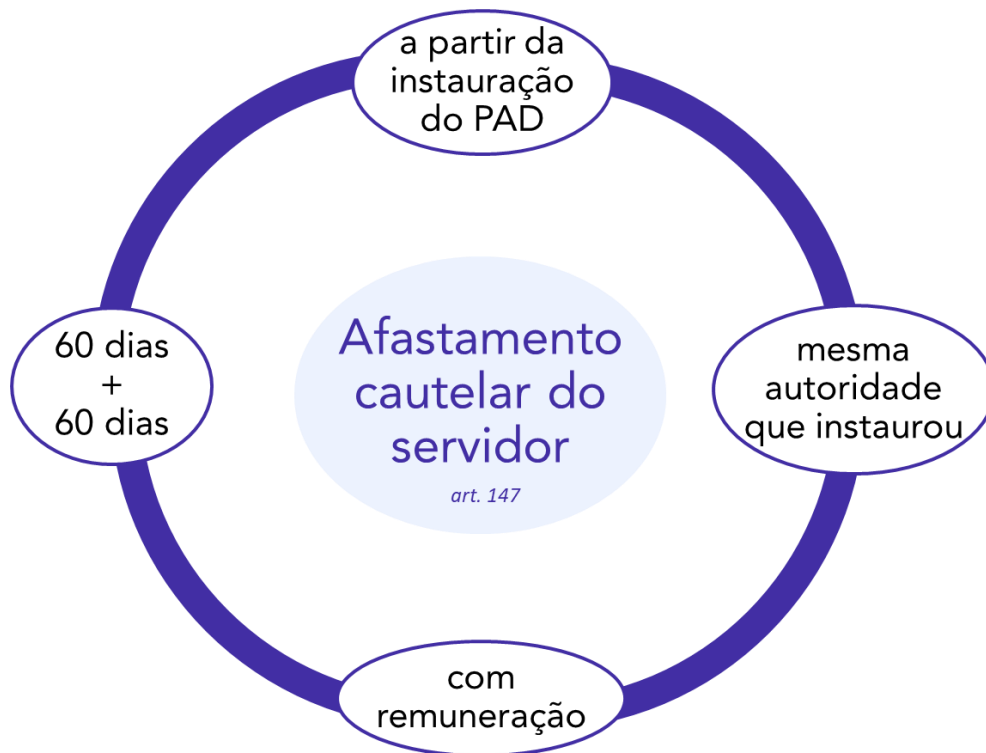 a partir da
instauração
do PAD
60 dias
+
60 dias
Afastamento
cautelar do
servidor
art. 147
mesma
autoridade
que instaurou
com
remuneração